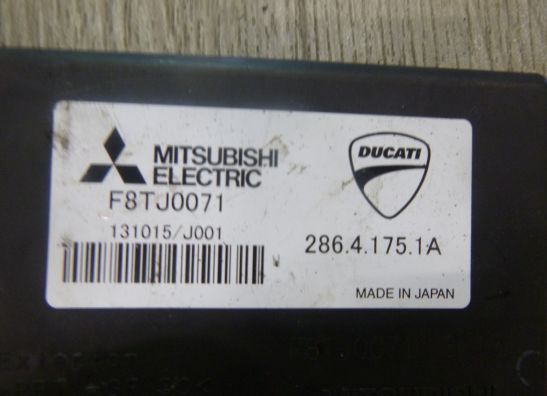 MITSUBISHI
ELECTRIC
F8TJ0071
131015/J001
DUCATI
286.4.175.1A
MADE IN JAPAN